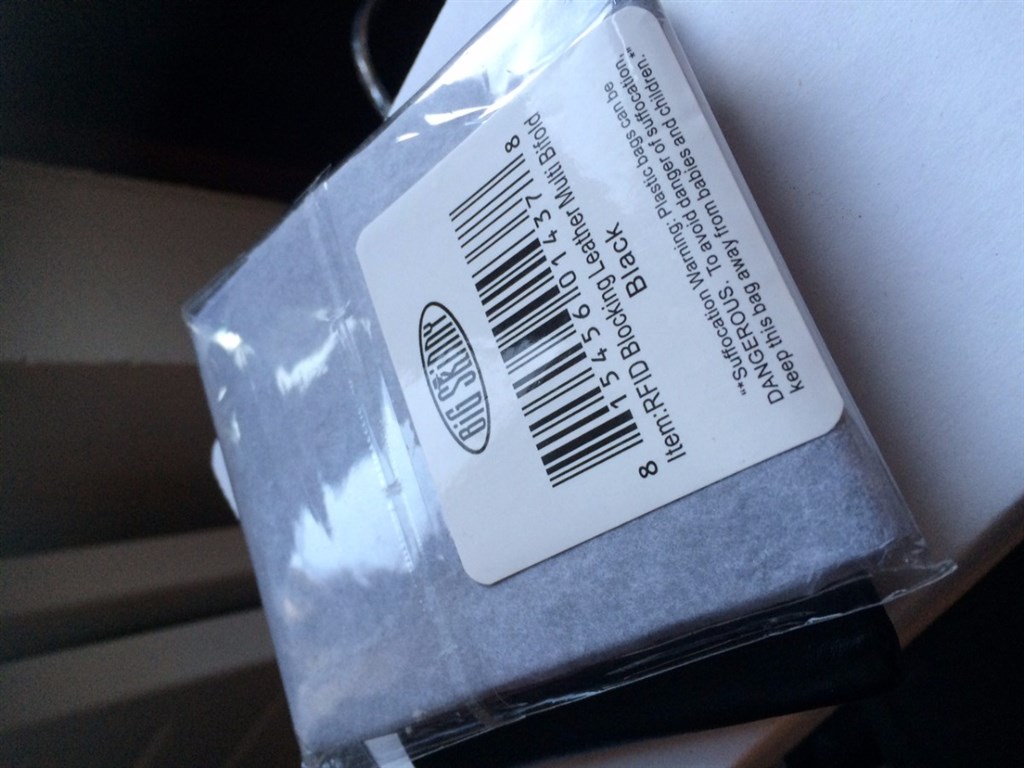 BiG SKiNNY
8 15456 01437 8
Item:RFID Blocking Leather Multi Bifold
Black
"*Suffocation Warning: Plastic bags can be
DANGEROUS. To avoid danger of suffocation,
keep this bag away from babies and children.*"